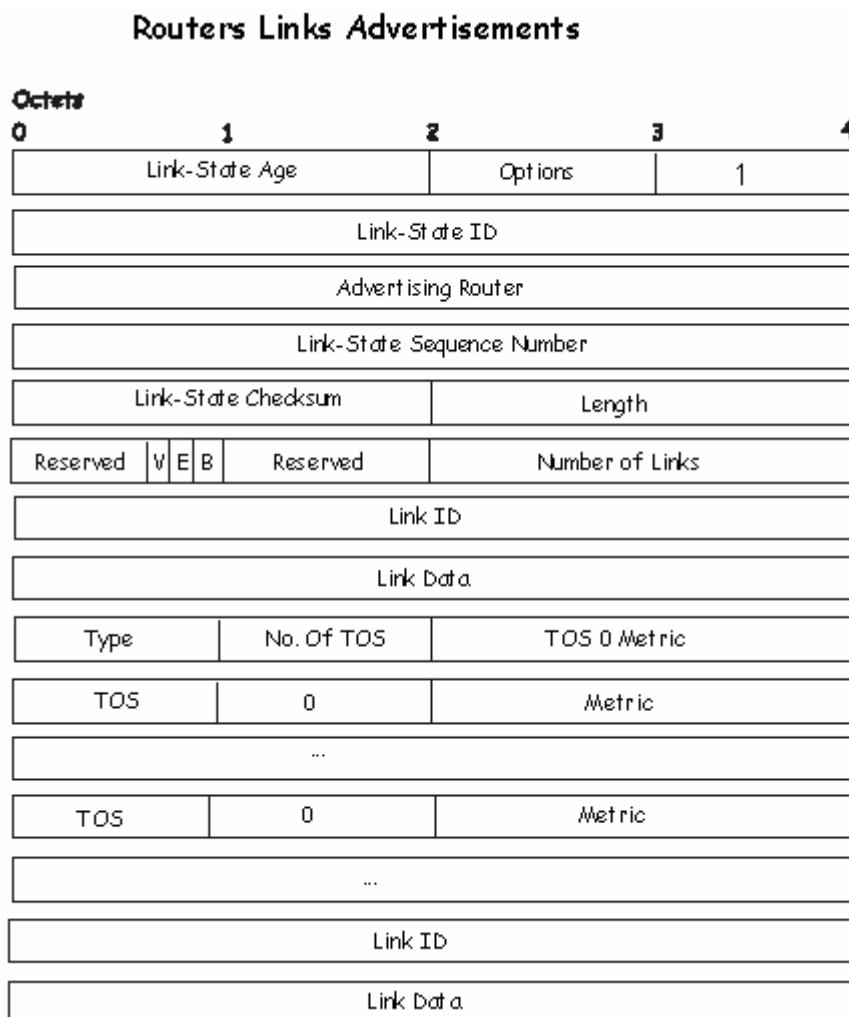 Routers Links Advertisements
Octets
0 1 2 3 4
Link-State Age Options 1
Link-State ID
Advertising Router
Link-State Sequence Number
Link-State Checksum Length
Reserved V E B Reserved Number of Links
Link ID
Link Data
Type No. Of TOS TOS 0 Metric
TOS 0 Metric
...
TOS 0 Metric
...
Link ID
Link Data